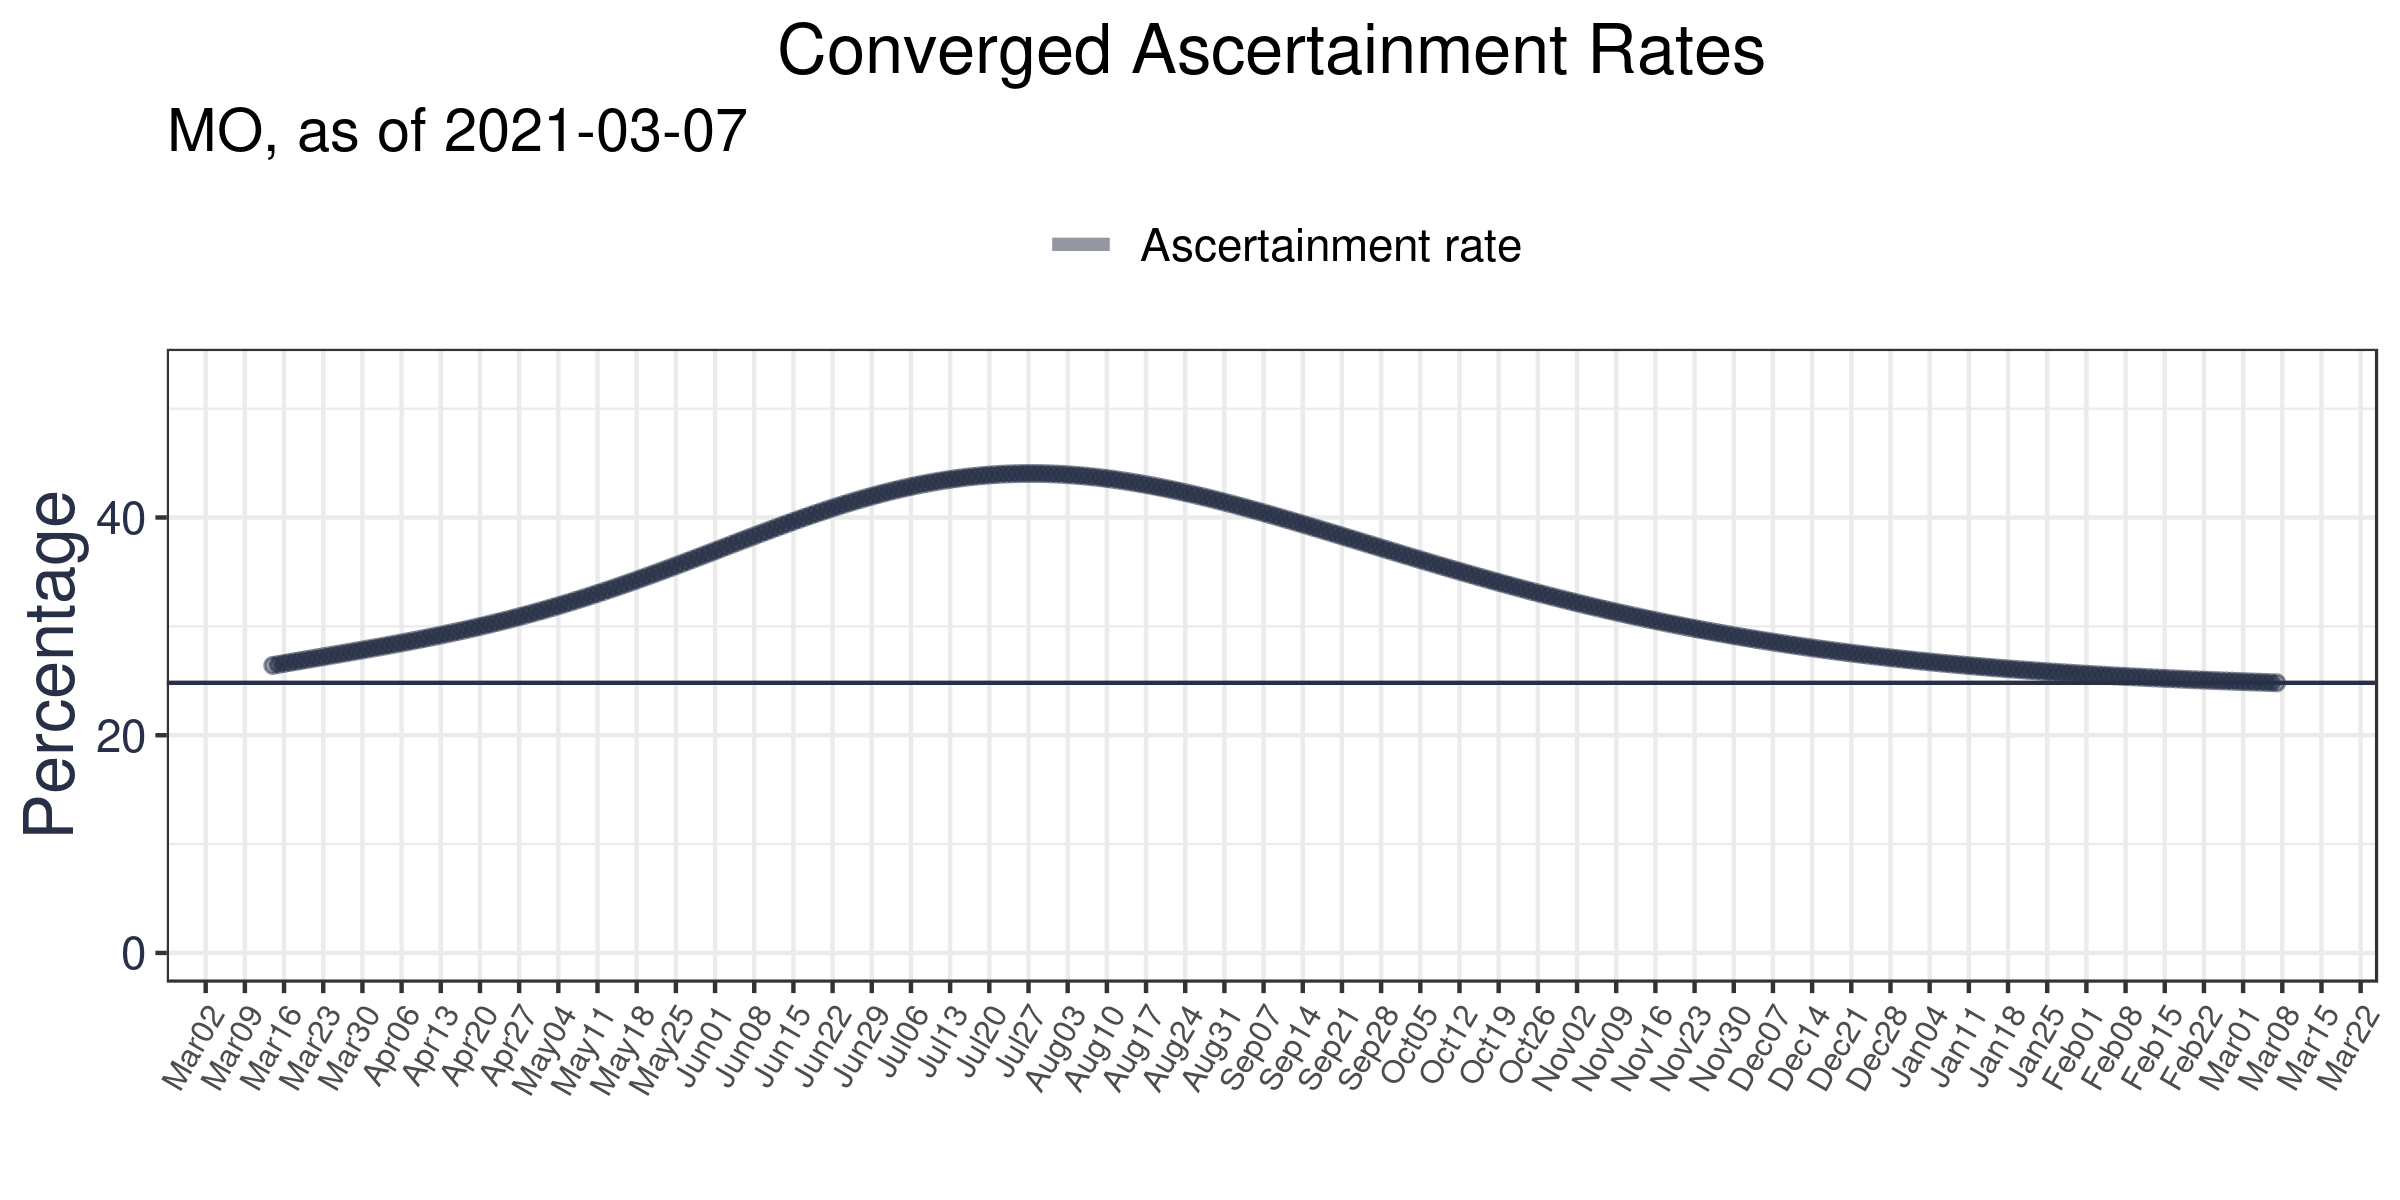 Converged Ascertainment Rates
MO, as of 2021-03-07
Ascertainment rate
Percentage
40
20
0
Mar02 Mar09 Mar16 Mar23 Mar30 Apr06 Apr13 Apr20 Apr27 May04 May11 May18 May25 Jun01 Jun08 Jun15 Jun22 Jun29 Jul06 Jul13 Jul20 Jul27 Aug03 Aug10 Aug17 Aug24 Aug31 Sep07 Sep14 Sep21 Sep28 Oct05 Oct12 Oct19 Oct26 Nov02 Nov09 Nov16 Nov23 Nov30 Dec07 Dec14 Dec21 Dec28 Jan04 Jan11 Jan18 Jan25 Feb01 Feb08 Feb15 Feb22 Mar01 Mar08 Mar15 Mar22